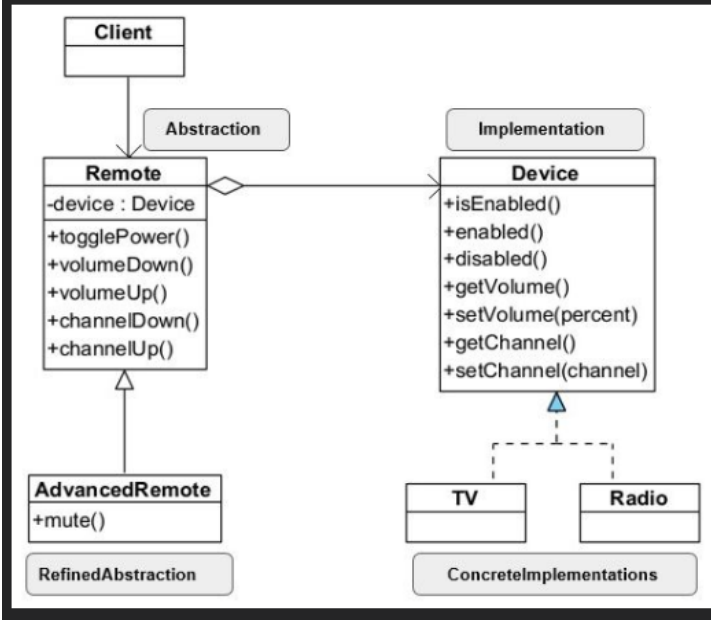 Client
Abstraction
Implementation
Remote
-device : Device
+togglePower()
+volumeDown()
+volumeUp()
+channelDown()
+channelUp()
Device
+isEnabled()
+enabled()
+disabled()
+getVolume()
+setVolume(percent)
+getChannel()
+setChannel(channel)
AdvancedRemote
+mute()
RefinedAbstraction
TV
Radio
ConcreteImplementations